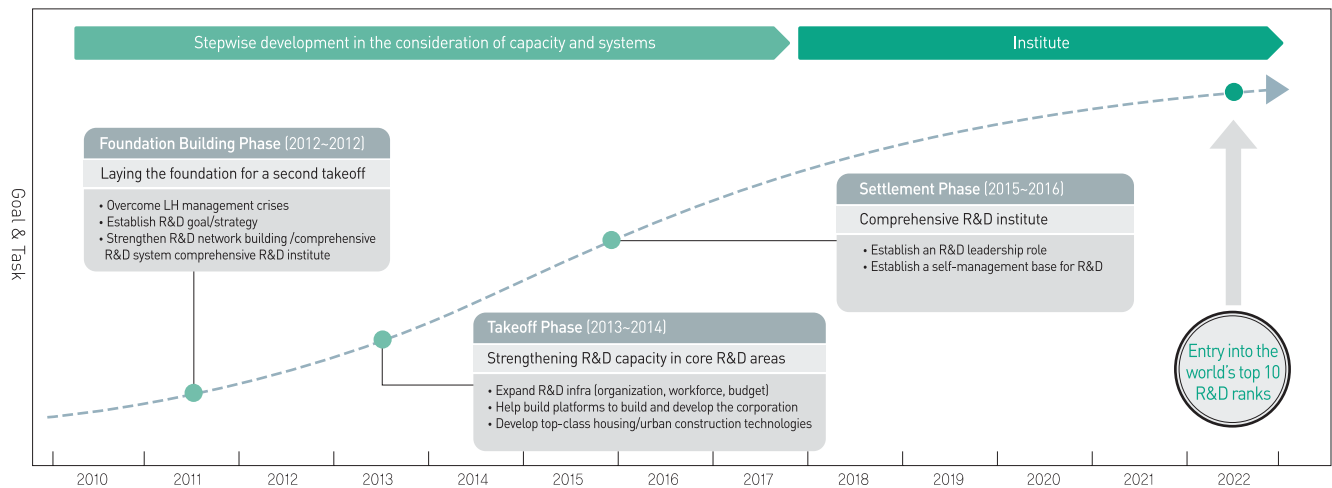 Stepwise development in the consideration of capacity and systems
Institute
Goal & Task
Foundation Building Phase (2012~2012)
Laying the foundation for a second takeoff
• Overcome LH management crises
• Establish R&D goal/strategy
• Strengthen R&D network building /comprehensive
R&D system comprehensive R&D institute
Takeoff Phase (2013~2014)
Strengthening R&D capacity in core R&D areas
• Expand R&D infra (organization, workforce, budget)
• Help build platforms to build and develop the corporation
• Develop top-class housing/urban construction technologies
Settlement Phase (2015~2016)
Comprehensive R&D institute
• Establish an R&D leadership role
• Establish a self-management base for R&D
Entry into the
world's top 10
R&D ranks
2010 2011 2012 2013 2014 2015 2016 2017 2018 2019 2020 2021 2022